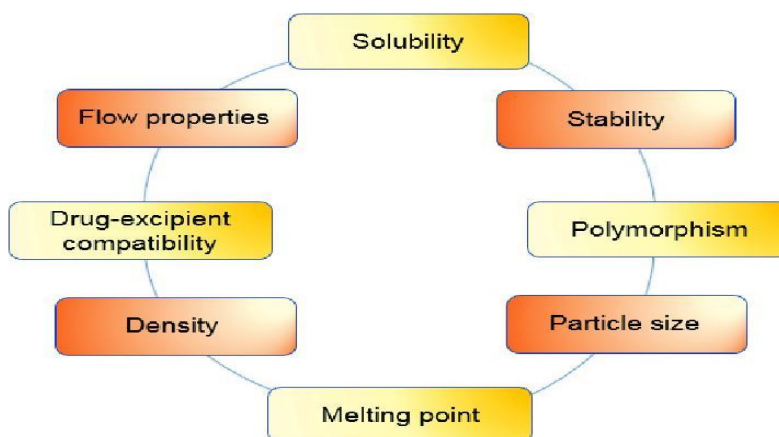 Solubility
Flow properties
Stability
Drug-excipient
compatibility
Polymorphism
Density
Particle size
Melting point